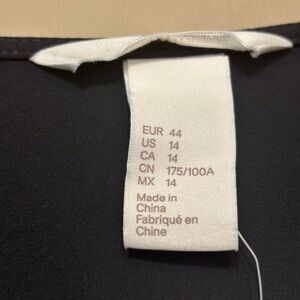 EUR 44
US 14
CA 14
CN 175/100A
MX 14
Made in
China
Fabriqué en
Chine